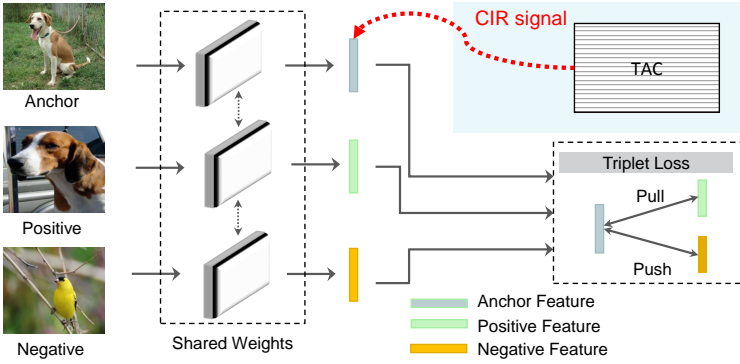 CIR signal
TAC
Anchor
Triplet Loss
Pull
Positive
Push
Anchor Feature
Positive Feature
Negative
Shared Weights
Negative Feature